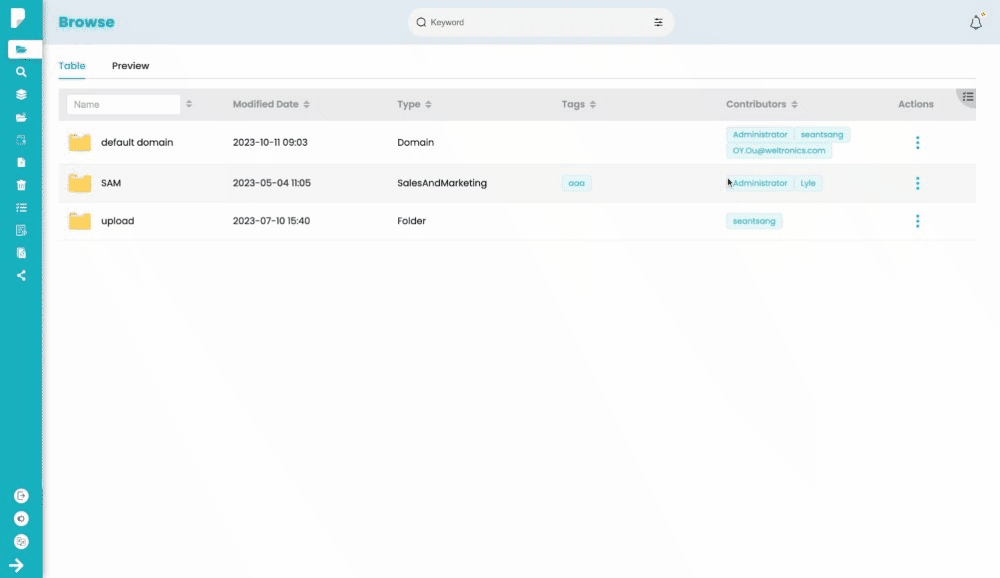 Browse
Keyword
Table Preview
Name Modified Date Type Tags Contributors Actions
default domain 2023-10-11 09:03 Domain Administrator seantsang
OY.Ou@weltronics.com
SAM 2023-05-04 11:05 SalesAndMarketing aaa Administrator Lyle
upload 2023-07-10 15:40 Folder seantsang